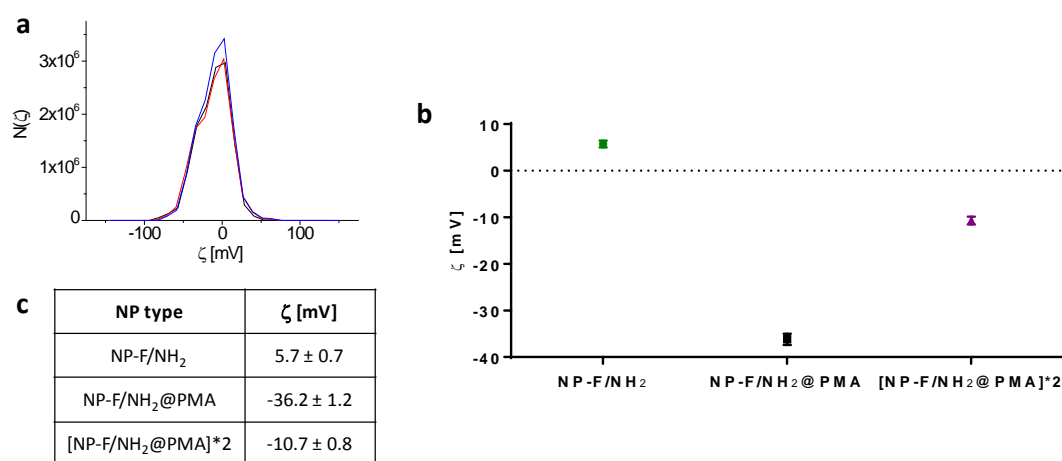 a
3x10⁶
2x10⁶
1x10⁶
0
N(ζ)
-100 0 100
ζ [mV]
b
10
0
-10
-20
-30
-40
ζ [mV]
NP-F/NH₂ NP-F/NH₂@PMA [NP-F/NH₂@PMA]*2
c
NP type ζ [mV]
NP-F/NH₂ 5.7 ± 0.7
NP-F/NH₂@PMA -36.2 ± 1.2
[NP-F/NH₂@PMA]*2 -10.7 ± 0.8